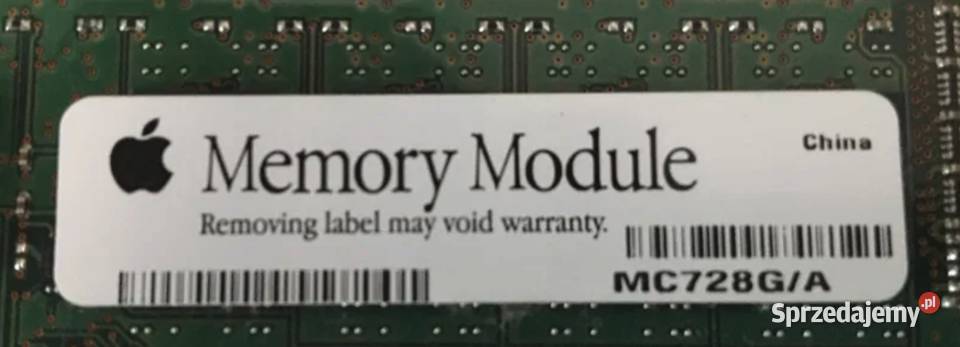 Memory Module
China
Removing label may void warranty.
MC728G/A
Sprzedajemy.pl